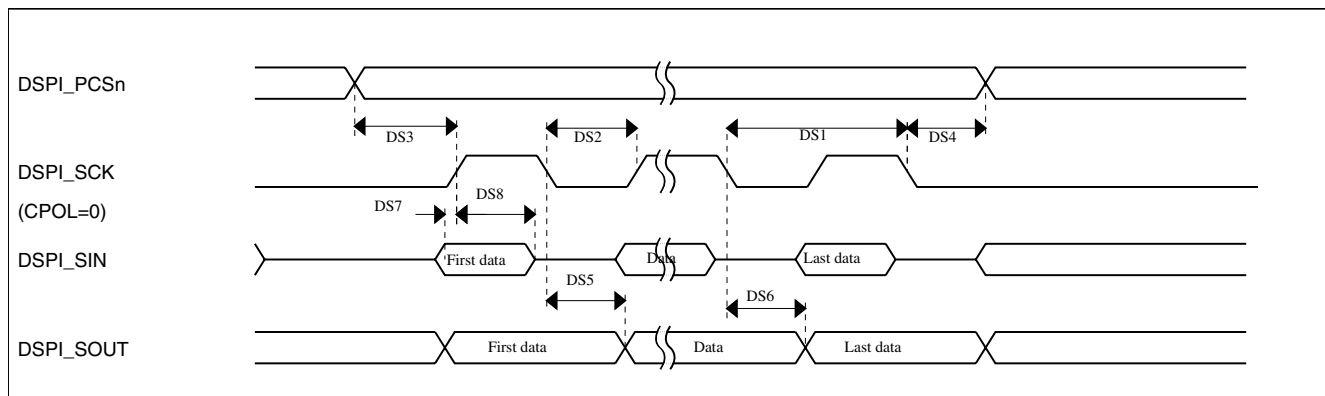 DSPI_PCSn
DS3
DS2
DS1
DS4
DSPI_SCK
(CPOL=0)
DS7
DS8
DSPI_SIN
First data
Data
Last data
DS5
DS6
DSPI_SOUT
First data
Data
Last data